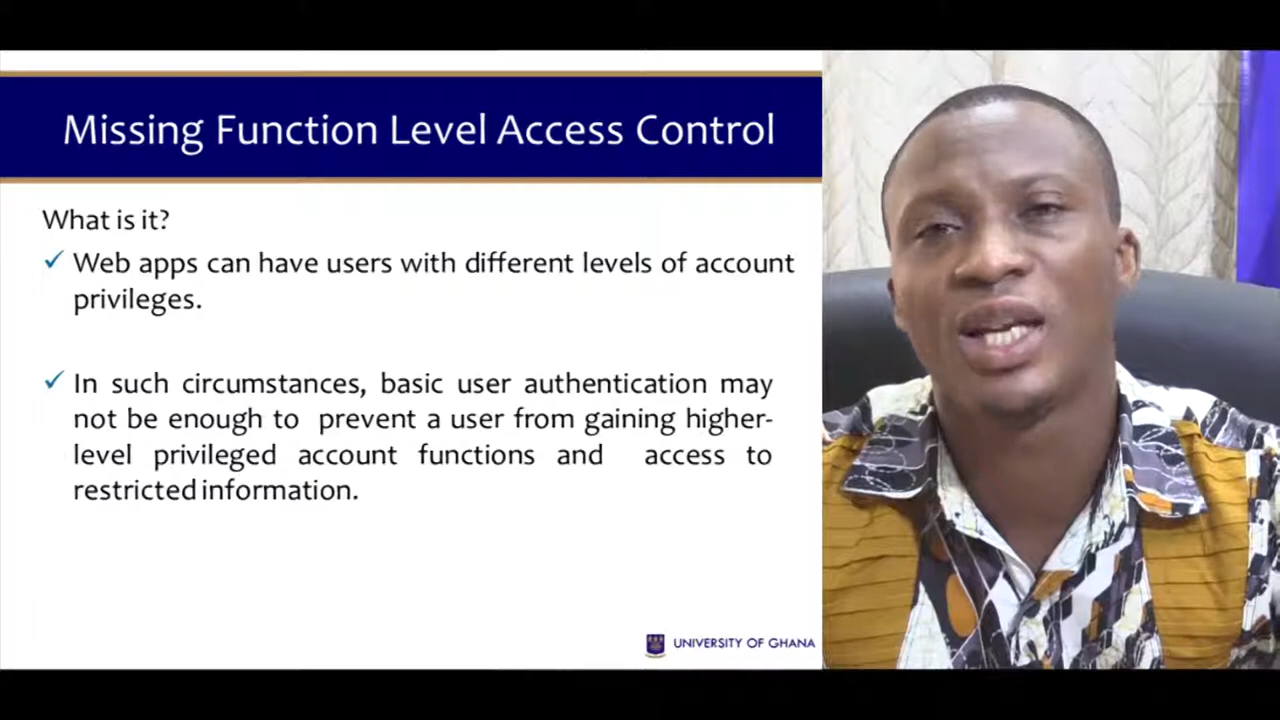 Missing Function Level Access Control
What is it?
✓ Web apps can have users with different levels of account
privileges.
✓ In such circumstances, basic user authentication may
not be enough to prevent a user from gaining higher-
level privileged account functions and access to
restricted information.
UNIVERSITY OF GHANA